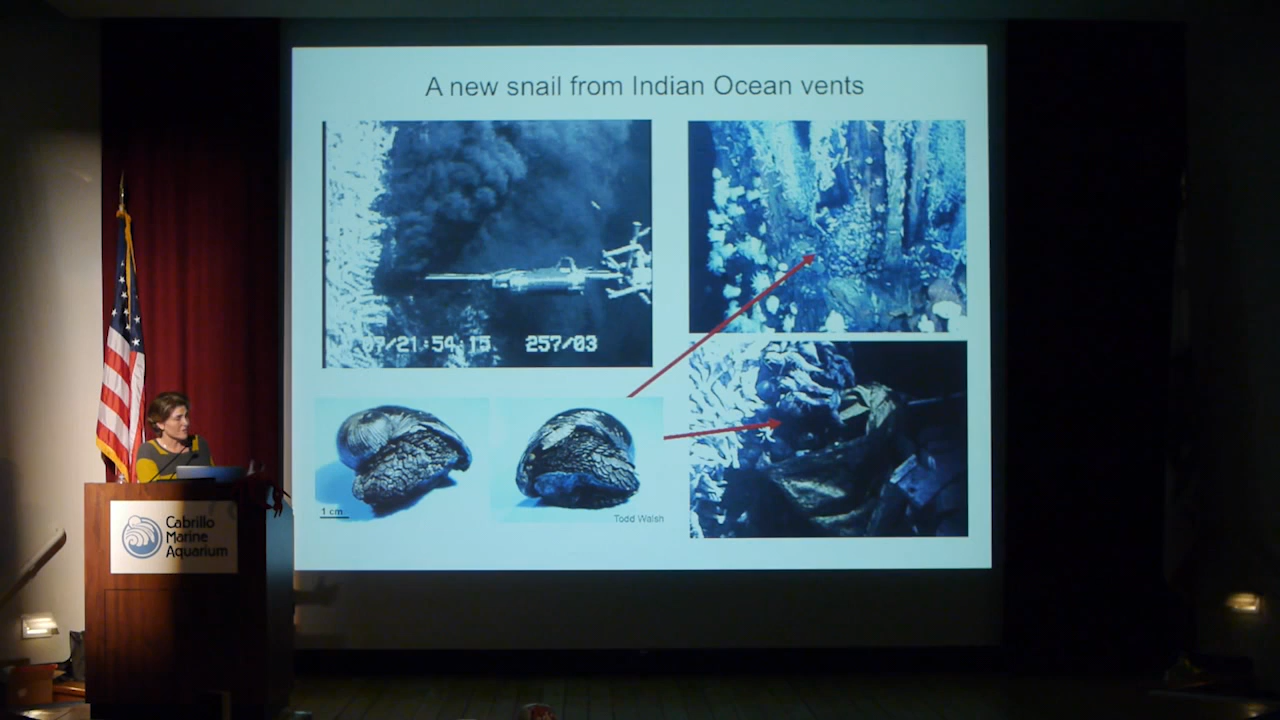 A new snail from Indian Ocean vents
07/21:54:15 257/03
1 cm
Todd Walsh
Cabrillo
Marine
Aquarium